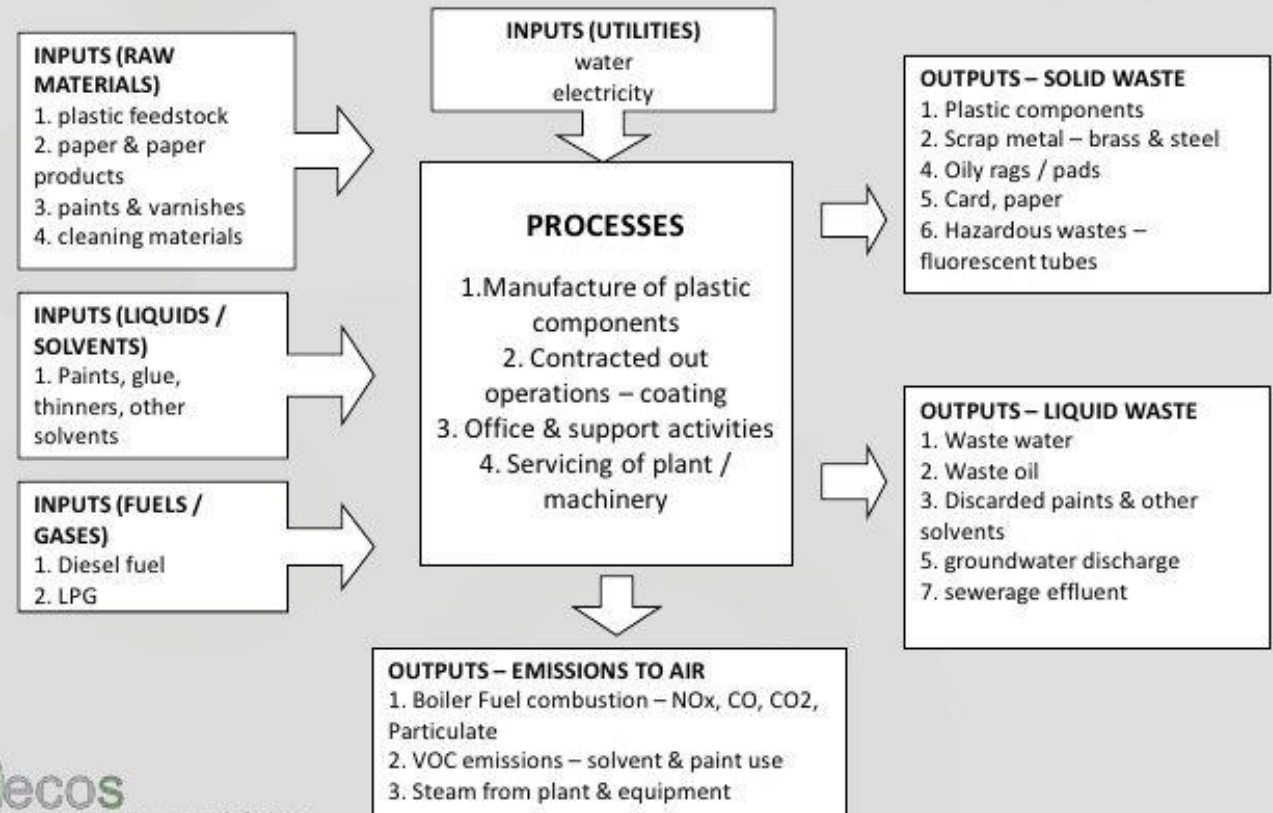 INPUTS (RAW
MATERIALS)
1. plastic feedstock
2. paper & paper
products
3. paints & varnishes
4. cleaning materials
INPUTS (UTILITIES)
water
electricity
OUTPUTS – SOLID WASTE
1. Plastic components
2. Scrap metal – brass & steel
4. Oily rags / pads
5. Card, paper
6. Hazardous wastes –
fluorescent tubes
INPUTS (LIQUIDS /
SOLVENTS)
1. Paints, glue,
thinners, other
solvents
PROCESSES
1.Manufacture of plastic
components
2. Contracted out
operations – coating
3. Office & support activities
4. Servicing of plant /
machinery
INPUTS (FUELS /
GASES)
1. Diesel fuel
2. LPG
OUTPUTS – LIQUID WASTE
1. Waste water
2. Waste oil
3. Discarded paints & other
solvents
5. groundwater discharge
7. sewerage effluent
OUTPUTS – EMISSIONS TO AIR
1. Boiler Fuel combustion – NOx, CO, CO2,
Particulate
2. VOC emissions – solvent & paint use
3. Steam from plant & equipment
ecos